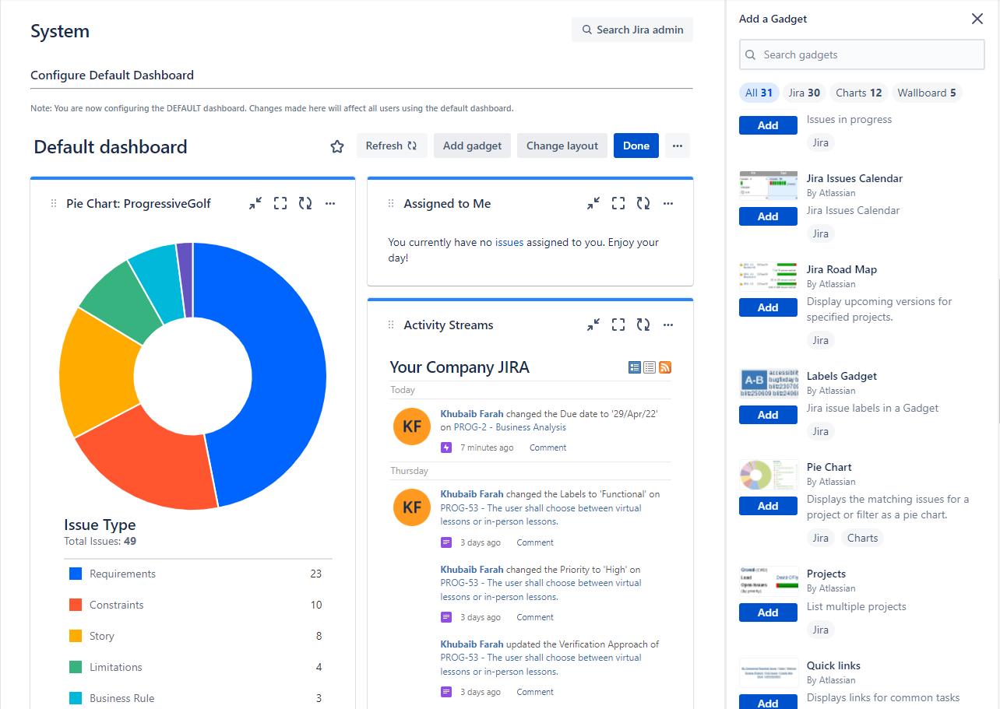 System
Search Jira admin
Configure Default Dashboard
Note: You are now configuring the DEFAULT dashboard. Changes made here will affect all users using the default dashboard.
Default dashboard
Refresh
Add gadget
Change layout
Done
Pie Chart: ProgressiveGolf
Issue Type
Total Issues: 49
Requirements 23
Constraints 10
Story 8
Limitations 4
Business Rule 3
Assigned to Me
You currently have no issues assigned to you. Enjoy your
day!
Activity Streams
Your Company JIRA
Today
KF
Khubaib Farah changed the Due date to '29/Apr/22'
on PROG-2 - Business Analysis
7 minutes ago Comment
Thursday
KF
Khubaib Farah changed the Labels to 'Functional' on
PROG-53 - The user shall choose between virtual
lessons or in-person lessons.
3 days ago Comment
Khubaib Farah changed the Priority to 'High' on
PROG-53 - The user shall choose between virtual
lessons or in-person lessons.
3 days ago Comment
Khubaib Farah updated the Verification Approach of
PROG-53 - The user shall choose between virtual
lessons or in-person lessons.
3 days ago Comment
Add a Gadget
Search gadgets
All 31
Jira 30
Charts 12
Wallboard 5
Add
Issues in progress
Jira
Jira Issues Calendar
By Atlassian
Add
Jira Issues Calendar
Jira
Jira Road Map
By Atlassian
Add
Display upcoming versions for
specified projects.
Jira
A-B
Labels Gadget
By Atlassian
Add
Jira issue labels in a Gadget
Jira
Pie Chart
By Atlassian
Add
Displays the matching issues for a
project or filter as a pie chart.
Jira
Charts
Lead
Open Issues
(by priority)
Projects
By Atlassian
Add
List multiple projects
Jira
Quick links
By Atlassian
Add
Displays links for common tasks